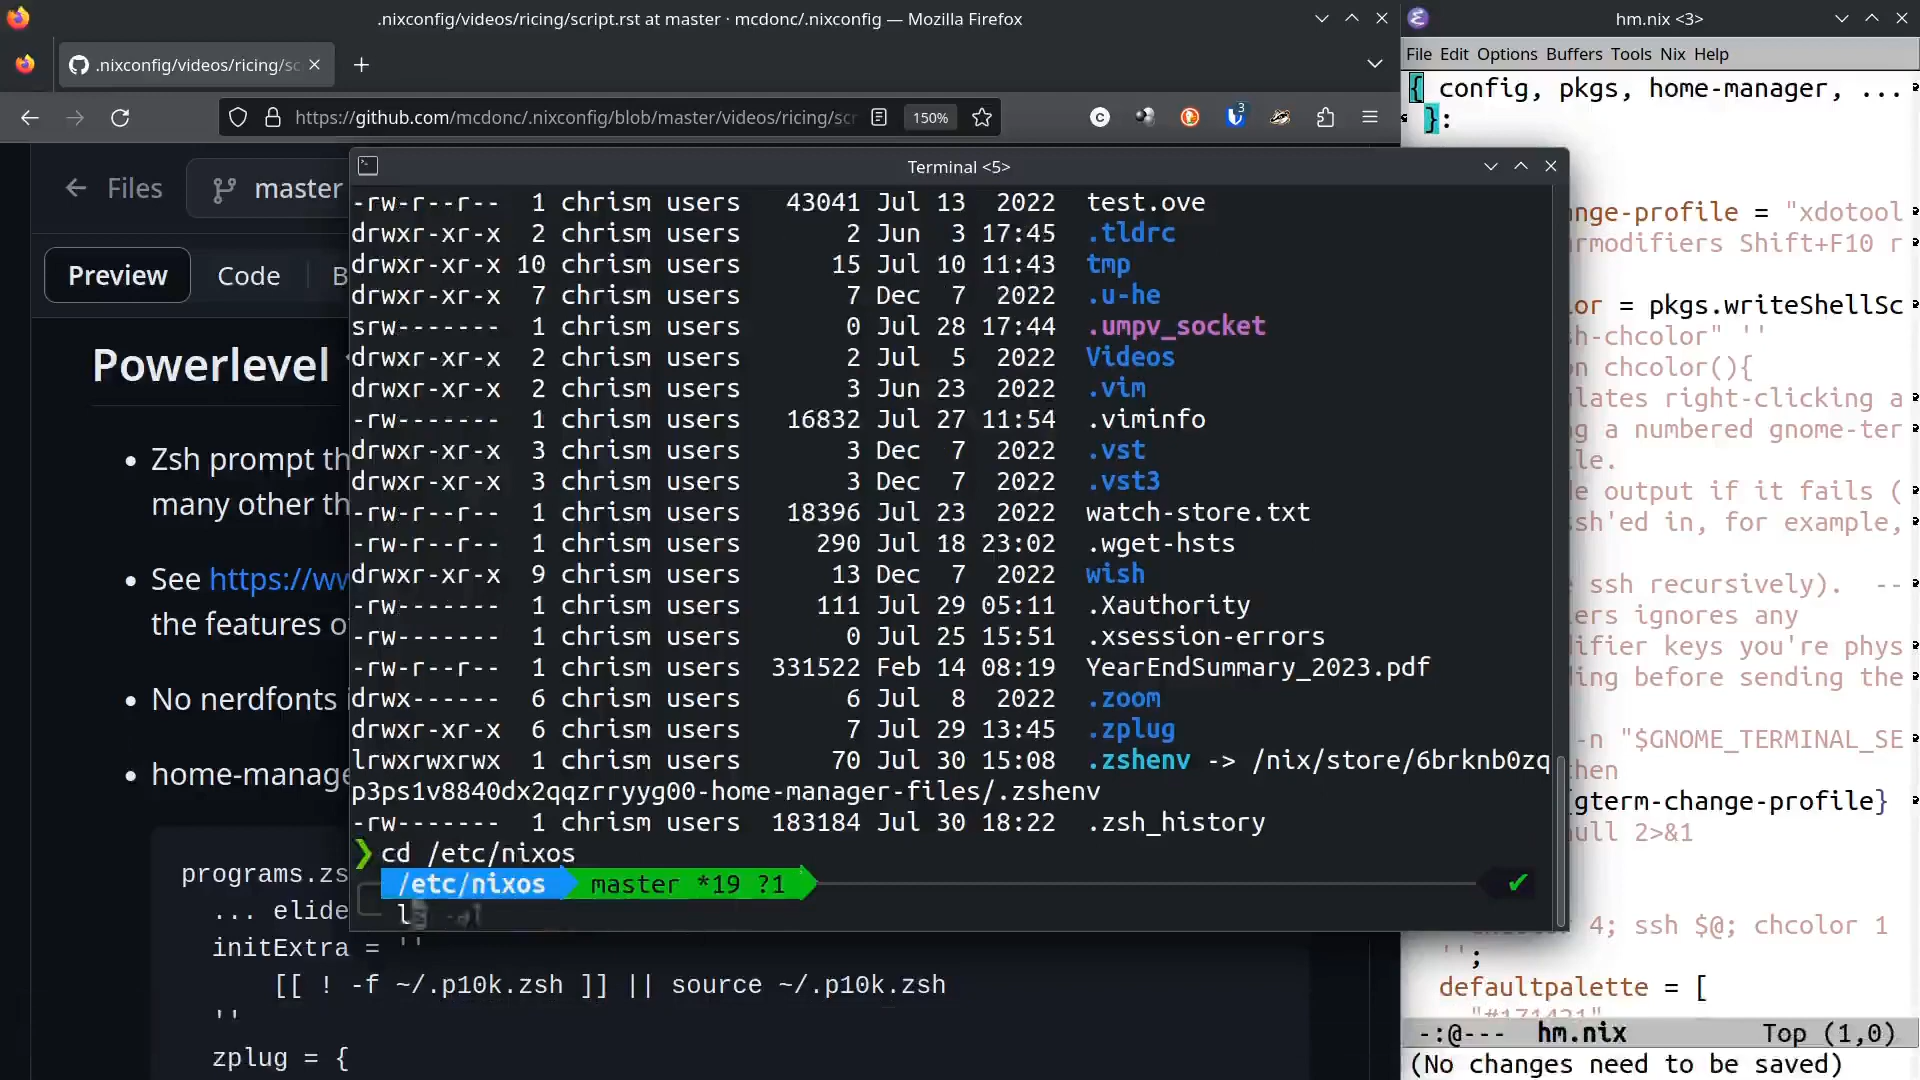 .nixconfig/videos/ricing/script.rst at master · mcdonc/.nixconfig — Mozilla Firefox
.nixconfig/videos/ricing/sc
https://github.com/mcdonc/.nixconfig/blob/master/videos/ricing/scr
150%
3
Files
master
Preview
Code
B
Powerlevel
Zsh prompt th
many other th
See https://ww
the features o
No nerdfonts i
home-manage
programs.zs
... elide
initExtra = ''
[[ ! -f ~/.p10k.zsh ]] || source ~/.p10k.zsh
''
zplug = {
Terminal <5>
-rw-r--r-- 1 chrism users 43041 Jul 13 2022 test.ove
drwxr-xr-x 2 chrism users 2 Jun 3 17:45 .tldrc
drwxr-xr-x 10 chrism users 15 Jul 10 11:43 tmp
drwxr-xr-x 7 chrism users 7 Dec 7 2022 .u-he
srw------- 1 chrism users 0 Jul 28 17:44 .umpv_socket
drwxr-xr-x 2 chrism users 2 Jul 5 2022 Videos
drwxr-xr-x 2 chrism users 3 Jun 23 2022 .vim
-rw------- 1 chrism users 16832 Jul 27 11:54 .viminfo
drwxr-xr-x 3 chrism users 3 Dec 7 2022 .vst
drwxr-xr-x 3 chrism users 3 Dec 7 2022 .vst3
-rw-r--r-- 1 chrism users 18396 Jul 23 2022 watch-store.txt
-rw-r--r-- 1 chrism users 290 Jul 18 23:02 .wget-hsts
drwxr-xr-x 9 chrism users 13 Dec 7 2022 wish
-rw------- 1 chrism users 111 Jul 29 05:11 .Xauthority
-rw------- 1 chrism users 0 Jul 25 15:51 .xsession-errors
-rw-r--r-- 1 chrism users 331522 Feb 14 08:19 YearEndSummary_2023.pdf
drwx------ 6 chrism users 6 Jul 8 2022 .zoom
drwxr-xr-x 6 chrism users 7 Jul 29 13:45 .zplug
lrwxrwxrwx 1 chrism users 70 Jul 30 15:08 .zshenv -> /nix/store/6brknb0zq
p3ps1v8840dx2qqzrryyg00-home-manager-files/.zshenv
-rw------- 1 chrism users 183184 Jul 30 18:22 .zsh_history
❯ cd /etc/nixos
/etc/nixos master *19 ?1 ✔
ls -al
hm.nix <3>
File Edit Options Buffers Tools Nix Help
{ config, pkgs, home-manager, ...
}:
nge-profile = "xdotool
rmodifiers Shift+F10 r
or = pkgs.writeShellSc
h-chcolor" ''
on chcolor(){
lates right-clicking a
g a numbered gnome-ter
le.
de output if it fails (
ssh'ed in, for example,
e ssh recursively). --
ers ignores any
ifier keys you're phys
ing before sending the
-n "$GNOME_TERMINAL_SE
hen
gterm-change-profile}
ull 2>&1
4; ssh $@; chcolor 1
'';
defaultpalette = [
"#171421"
-:@--- hm.nix Top (1,0)
(No changes need to be saved)